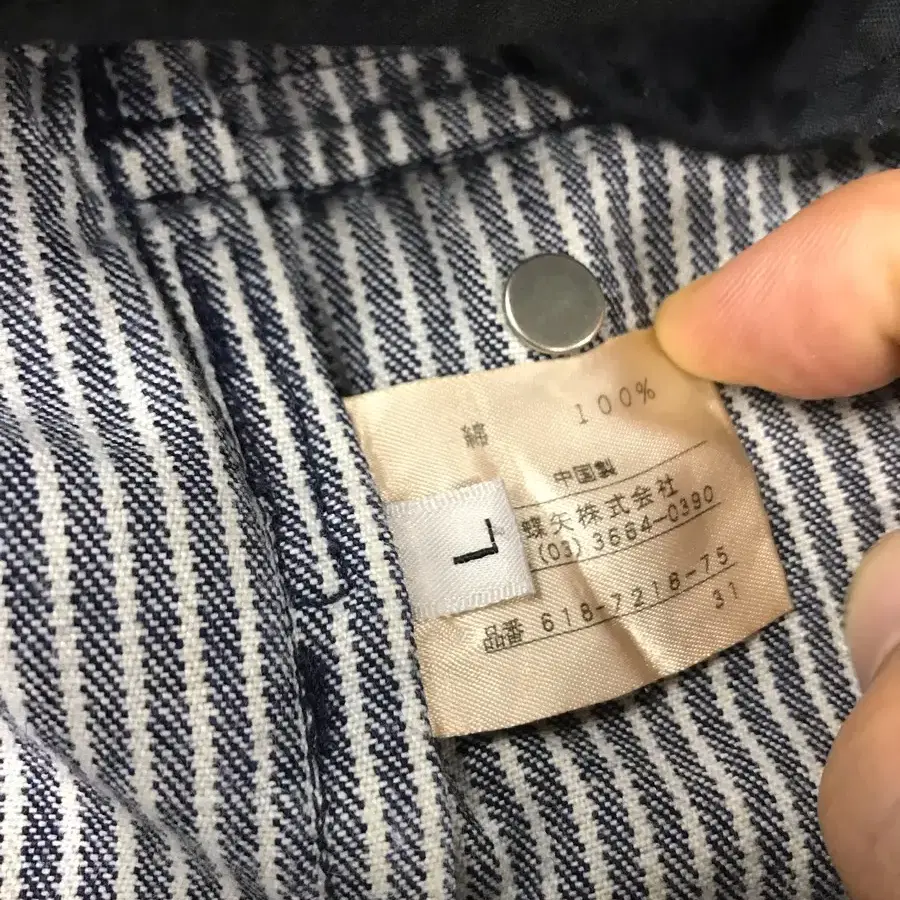 綿 100%
中国製
蝶矢株式会社
(03)3664-0390
L
品番 618-7218-75
31